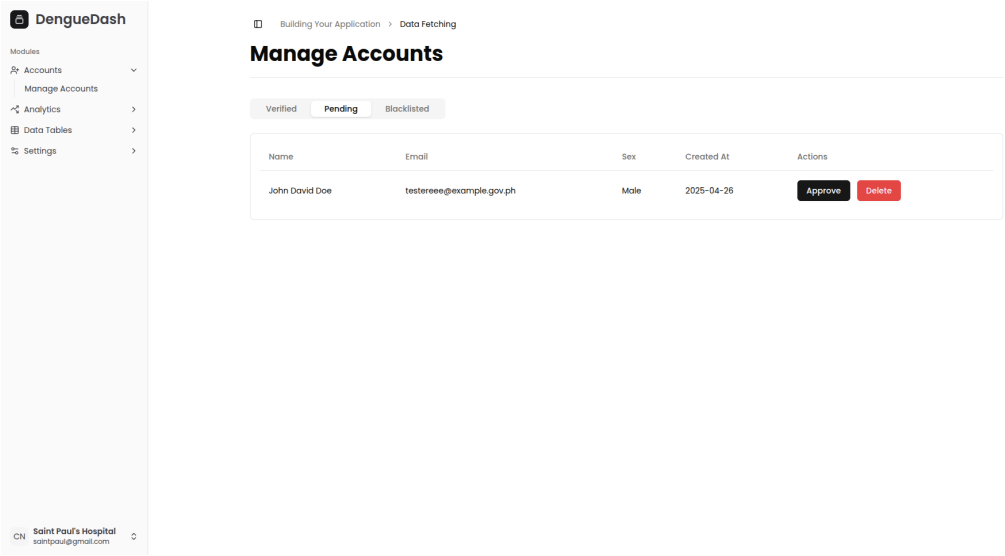 DengueDash
Modules
Accounts
Manage Accounts
Analytics
Data Tables
Settings
CN
Saint Paul's Hospital
saintpaul@gmail.com
Building Your Application > Data Fetching
Manage Accounts
Verified Pending Blacklisted
Name Email Sex Created At Actions
John David Doe testereee@example.gov.ph Male 2025-04-26 Approve Delete